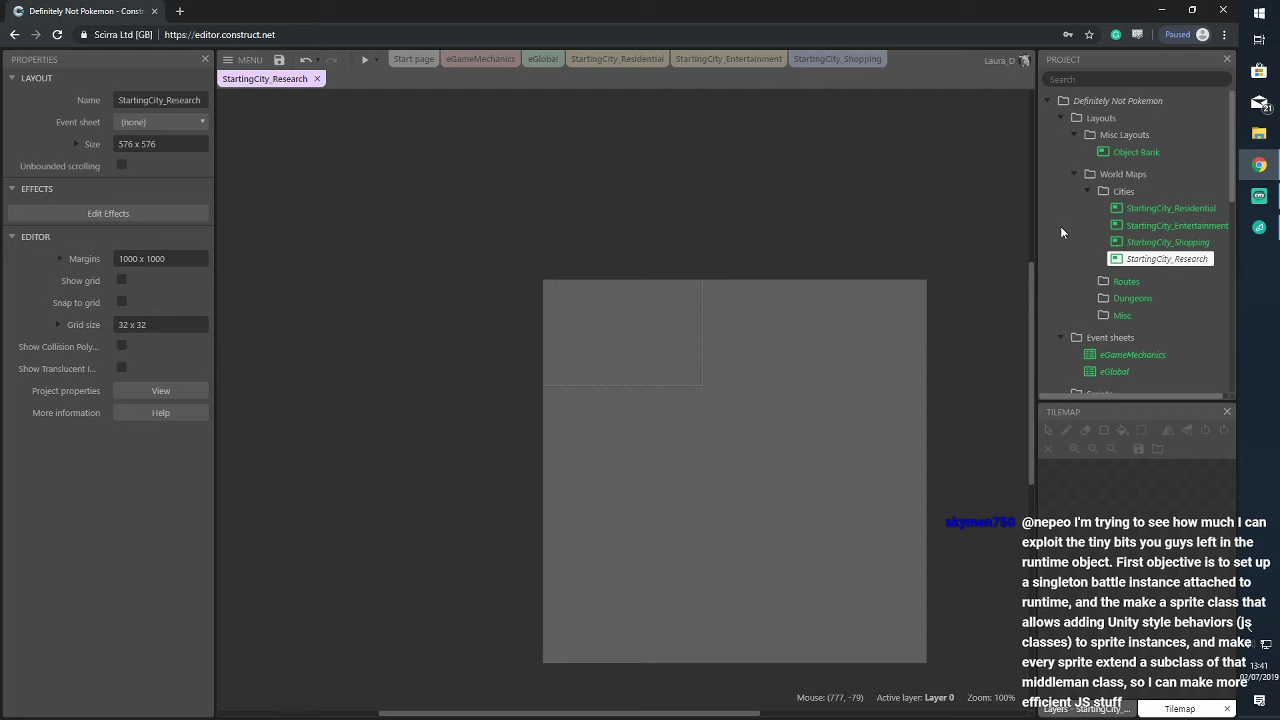 Definitely Not Pokemon - Constr
Scirra Ltd [GB] | https://editor.construct.net
Paused
PROPERTIES
MENU
Start page
eGameMechanics
eGlobal
StartingCity_Residential
StartingCity_Entertainment
StartingCity_Shopping
Laura_D
PROJECT
StartingCity_Research
LAYOUT
Name
StartingCity_Research
Event sheet
(none)
Size
576 x 576
Unbounded scrolling
EFFECTS
Edit Effects
EDITOR
Margins
1000 x 1000
Show grid
Snap to grid
Grid size
32 x 32
Show Collision Poly...
Show Translucent I...
Project properties
View
More information
Help
Search
Definitely Not Pokemon
Layouts
Misc Layouts
Object Bank
World Maps
Cities
StartingCity_Residential
StartingCity_Entertainment
StartingCity_Shopping
StartingCity_Research
Routes
Dungeons
Misc
Event sheets
eGameMechanics
eGlobal
Scripts
TILEMAP
skymen750 @nepeo I'm trying to see how much I can
exploit the tiny bits you guys left in the
runtime object. First objective is to set up
a singleton battle instance attached to
runtime, and the make a sprite class that
allows adding Unity style behaviors (js
classes) to sprite instances, and make
every sprite extend a subclass of that
middleman class, so I can make more
efficient JS stuff
Mouse: (777, -79)
Active layer: Layer 0
Zoom: 100%
Layers - StartingCity_...
Tilemap
21
13:41
02/07/2019